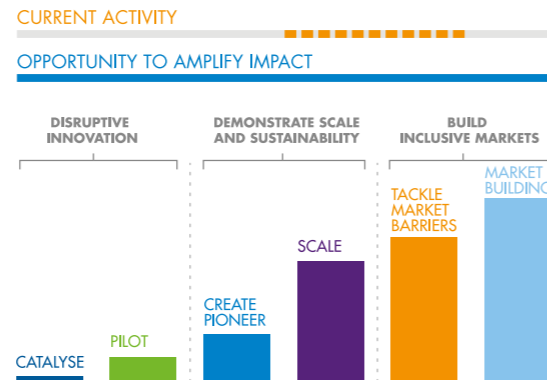 CURRENT ACTIVITY
OPPORTUNITY TO AMPLIFY IMPACT
DISRUPTIVE
INNOVATION
DEMONSTRATE SCALE
AND SUSTAINABILITY
BUILD
INCLUSIVE MARKETS
MARKET
BUILDING
TACKLE
MARKET
BARRIERS
SCALE
CREATE
PIONEER
PILOT
CATALYSE